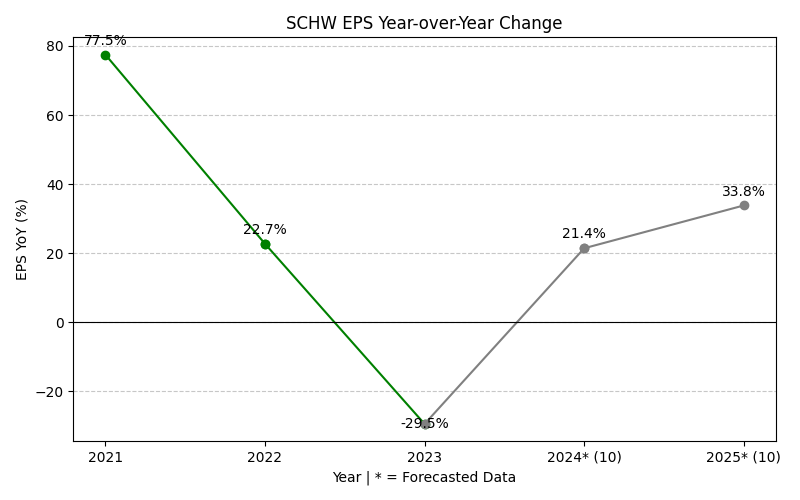 SCHW EPS Year-over-Year Change
77.5%
80
60
40
33.8%
22.7%
21.4%
20
0
-29.5%
−20
EPS YoY (%)
2021 2022 2023 2024* (10) 2025* (10)
Year | * = Forecasted Data